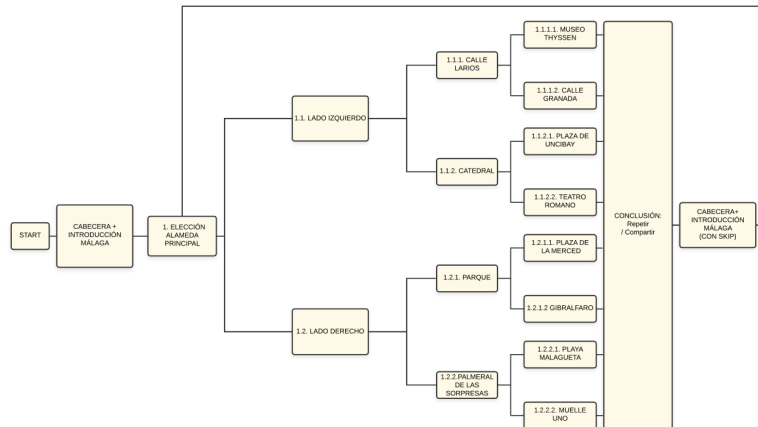 START
CABECERA +
INTRODUCCIÓN
MÁLAGA
1. ELECCIÓN
ALAMEDA
PRINCIPAL
1.1. LADO IZQUIERDO
1.2. LADO DERECHO
1.1.1. CALLE
LARIOS
1.1.2. CATEDRAL
1.2.1. PARQUE
1.2.2.PALMERAL
DE LAS
SORPRESAS
1.1.1.1. MUSEO
THYSSEN
1.1.1.2. CALLE
GRANADA
1.1.2.1. PLAZA DE
UNCIBAY
1.1.2.2. TEATRO
ROMANO
1.2.1.1. PLAZA DE
LA MERCED
1.2.1.2 GIBRALFARO
1.2.2.1. PLAYA
MALAGUETA
1.2.2.2. MUELLE
UNO
CONCLUSIÓN:
Repetir
/ Compartir
CABECERA+
INTRODUCCIÓN
MÁLAGA
(CON SKIP)